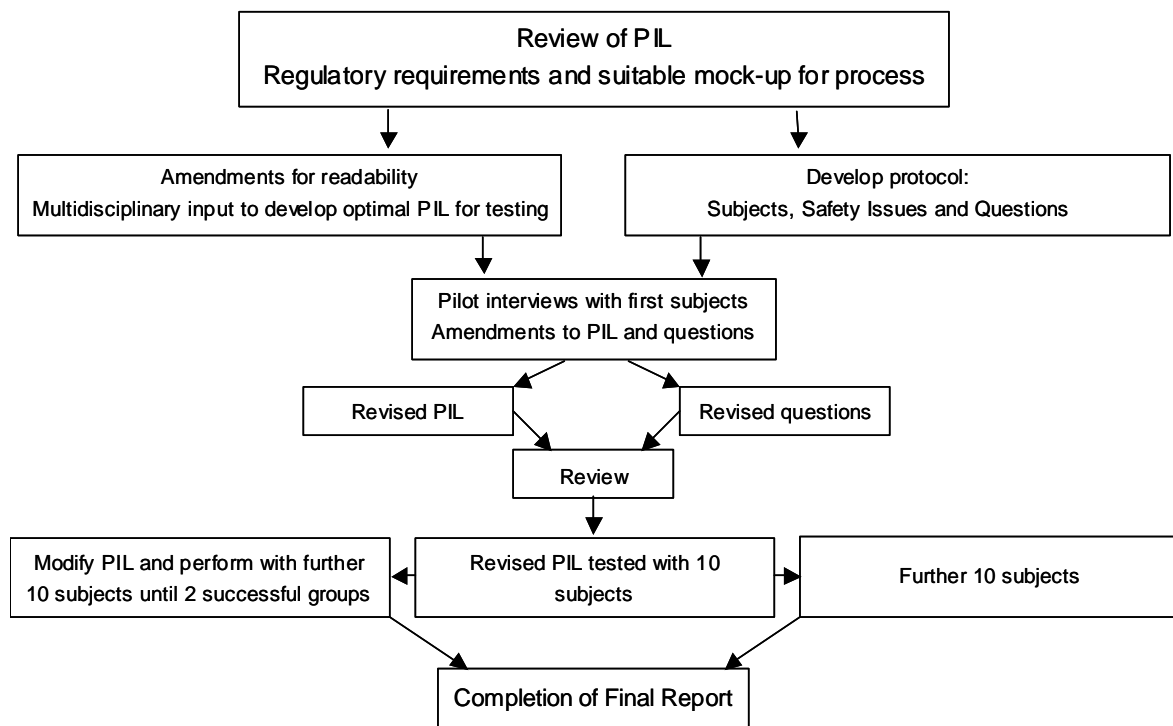 Review of PIL
Regulatory requirements and suitable mock-up for process
Amendments for readability
Multidisciplinary input to develop optimal PIL for testing
Develop protocol:
Subjects, Safety Issues and Questions
Pilot interviews with first subjects
Amendments to PIL and questions
Revised PIL
Revised questions
Review
Modify PIL and perform with further
10 subjects until 2 successful groups
Revised PIL tested with 10
subjects
Further 10 subjects
Completion of Final Report